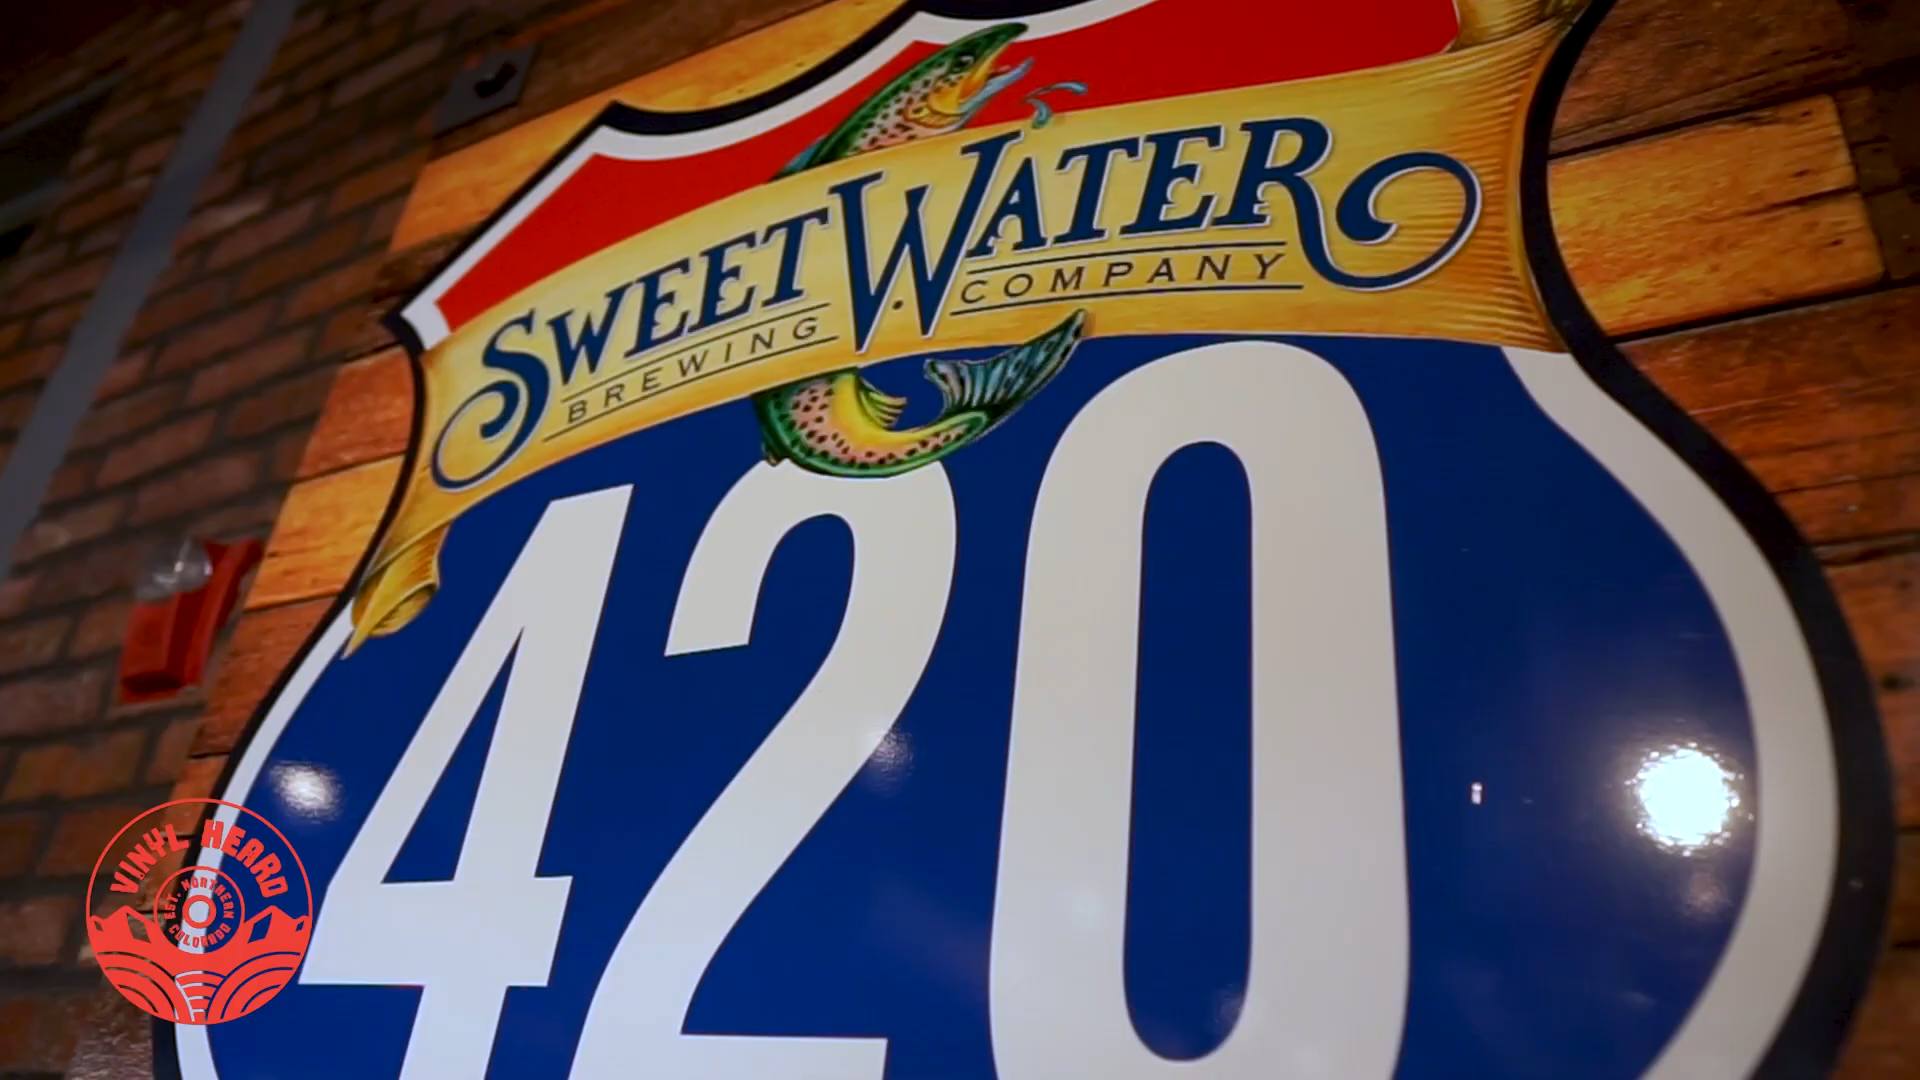 SWEETWATER
BREWING COMPANY
420
VINYL HEARD
EST. NORTHERN
COLORADO